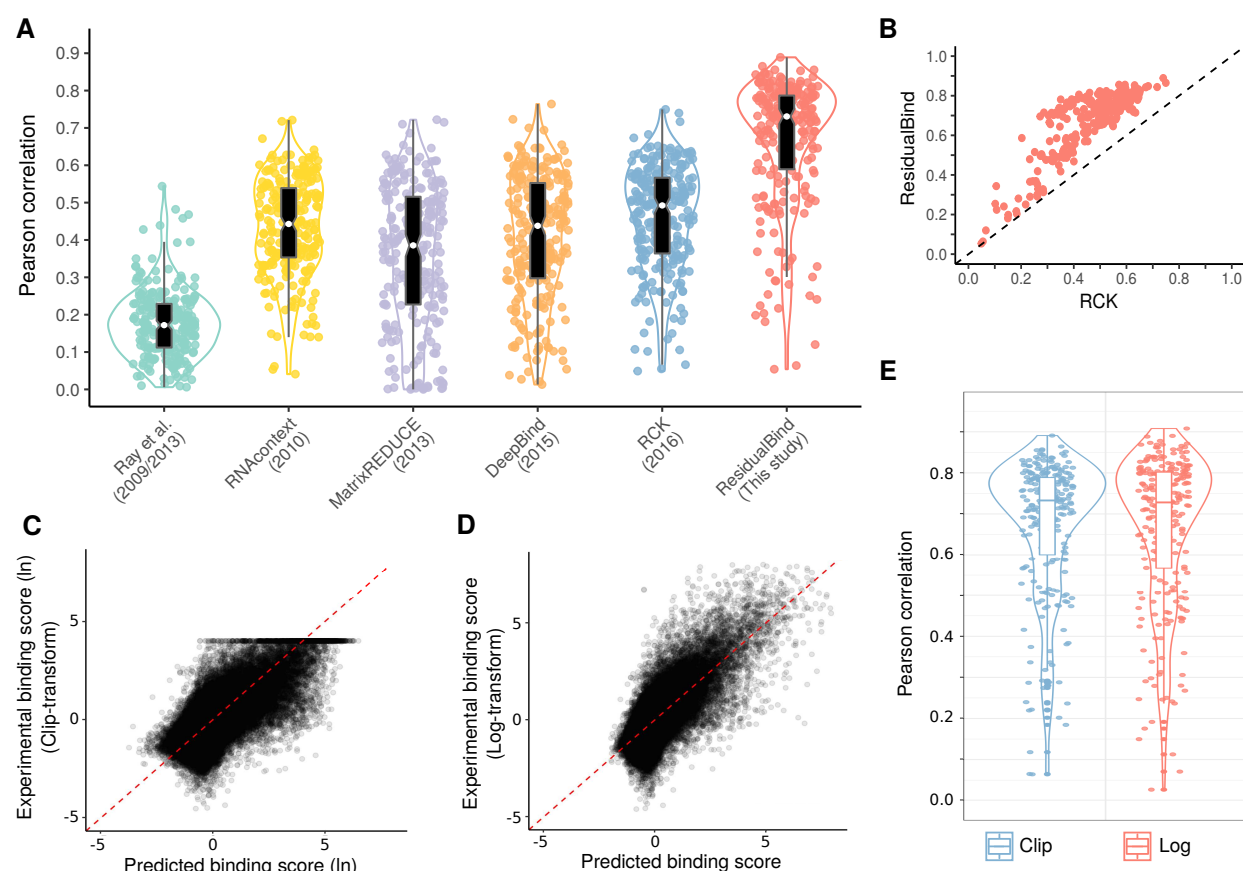 A
Pearson correlation
0.9
0.8
0.7
0.6
0.5
0.4
0.3
0.2
0.1
0.0
Ray et al.
(2009/2013)
RNAcontext
(2010)
MatrixREDUCE
(2013)
DeepBind
(2015)
RCK
(2016)
ResidualBind
(This study)
B
ResidualBind
1.0
0.8
0.6
0.4
0.2
0.0
0.0
0.2
0.4
0.6
0.8
1.0
RCK
C
Experimental binding score (ln)
(Clip-transform)
5
0
-5
-5
0
5
Predicted binding score (ln)
D
Experimental binding score
(Log-transform)
5
0
-5
-5
0
5
Predicted binding score
E
Pearson correlation
0.8
0.6
0.4
0.2
0.0
Clip
Log